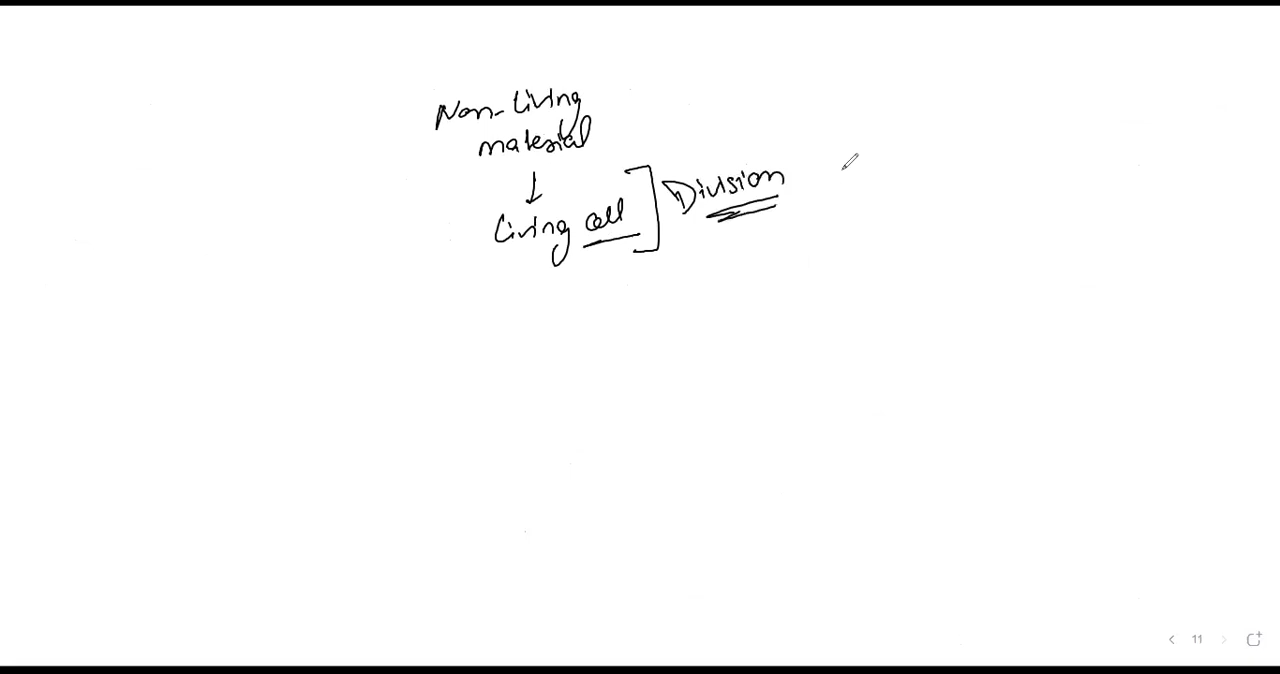 Non-Living
material
↓
Living cell ] Division
11